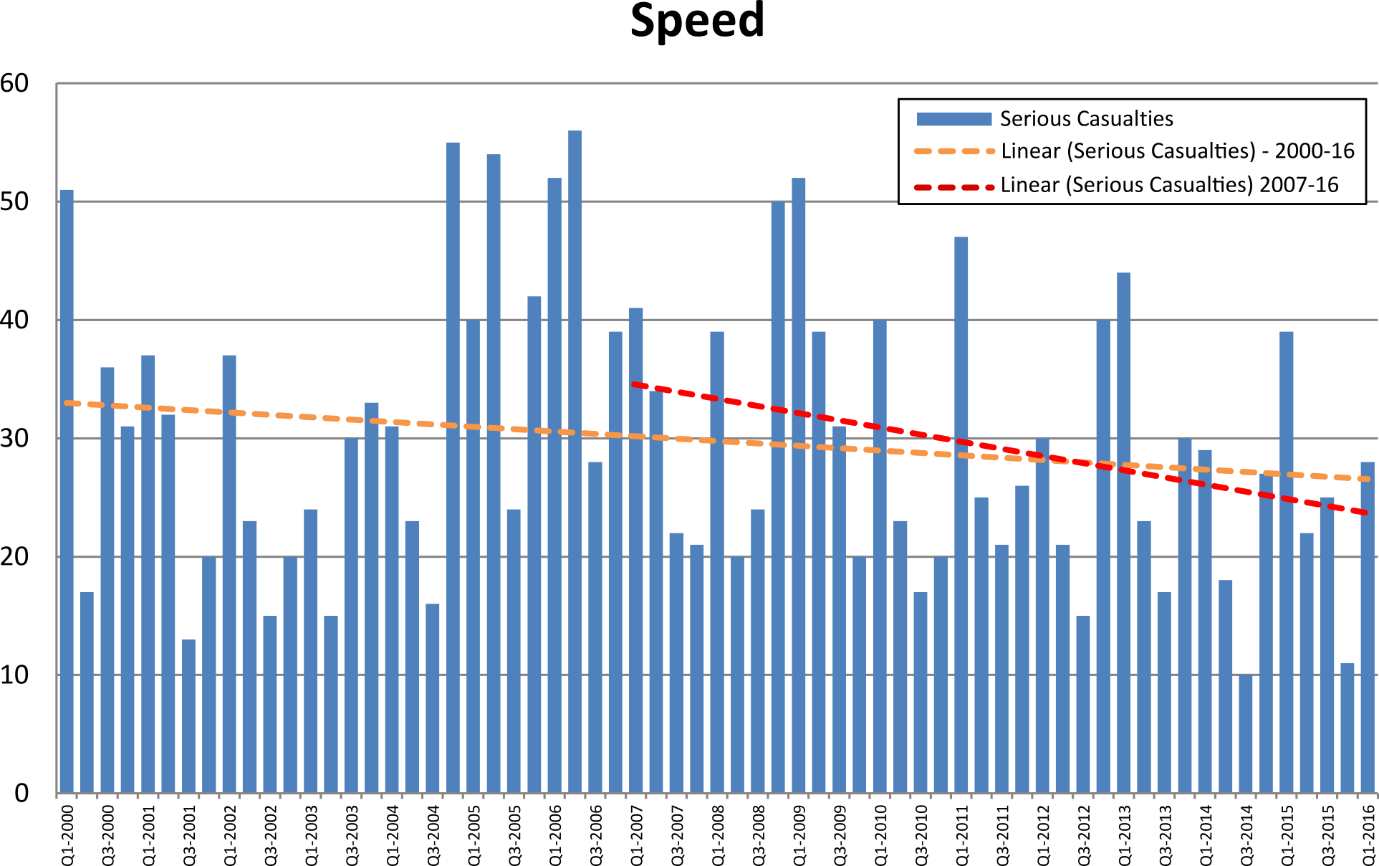 Speed
60
50
40
30
20
10
0
Serious Casualties
Linear (Serious Casualties) - 2000-16
Linear (Serious Casualties) 2007-16
Q1-2000
Q3-2000
Q1-2001
Q3-2001
Q1-2002
Q3-2002
Q1-2003
Q3-2003
Q1-2004
Q3-2004
Q1-2005
Q3-2005
Q1-2006
Q3-2006
Q1-2007
Q3-2007
Q1-2008
Q3-2008
Q1-2009
Q3-2009
Q1-2010
Q3-2010
Q1-2011
Q3-2011
Q1-2012
Q3-2012
Q1-2013
Q3-2013
Q1-2014
Q3-2014
Q1-2015
Q3-2015
Q1-2016